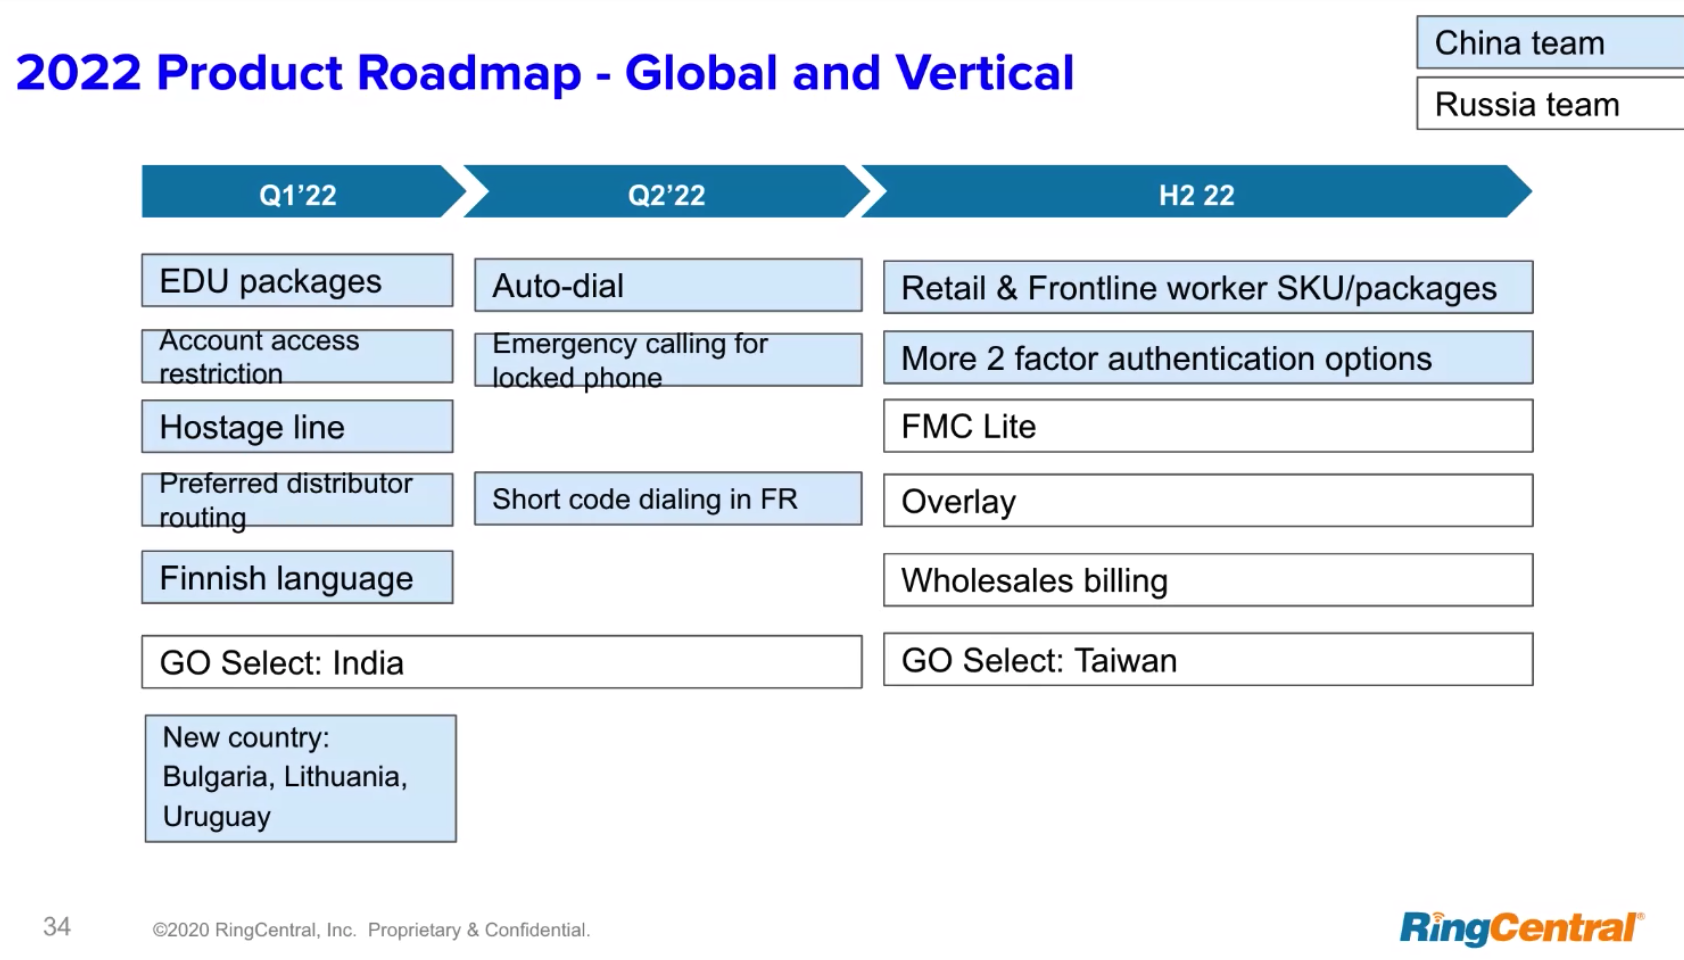 2022 Product Roadmap - Global and Vertical
China team
Russia team
Q1’22
Q2’22
H2 22
EDU packages
Auto-dial
Retail & Frontline worker SKU/packages
Account access
restriction
Emergency calling for
locked phone
More 2 factor authentication options
Hostage line
FMC Lite
Preferred distributor
routing
Short code dialing in FR
Overlay
Finnish language
Wholesales billing
GO Select: India
GO Select: Taiwan
New country:
Bulgaria, Lithuania,
Uruguay
34
©2020 RingCentral, Inc. Proprietary & Confidential.
RingCentral®